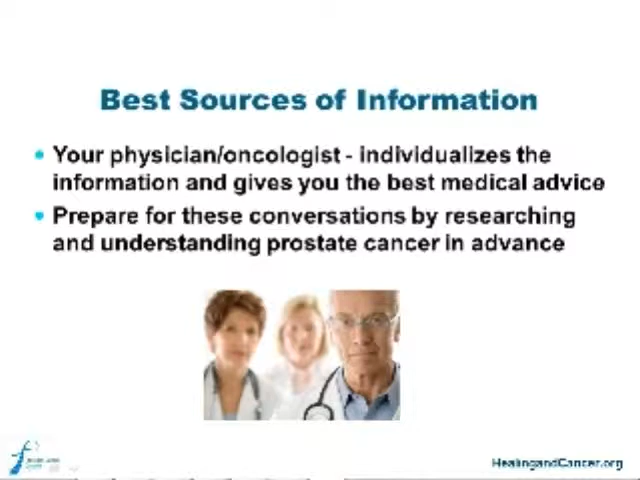 Best Sources of Information
• Your physician/oncologist - individualizes the
information and gives you the best medical advice
• Prepare for these conversations by researching
and understanding prostate cancer in advance
HealingandCancer.org